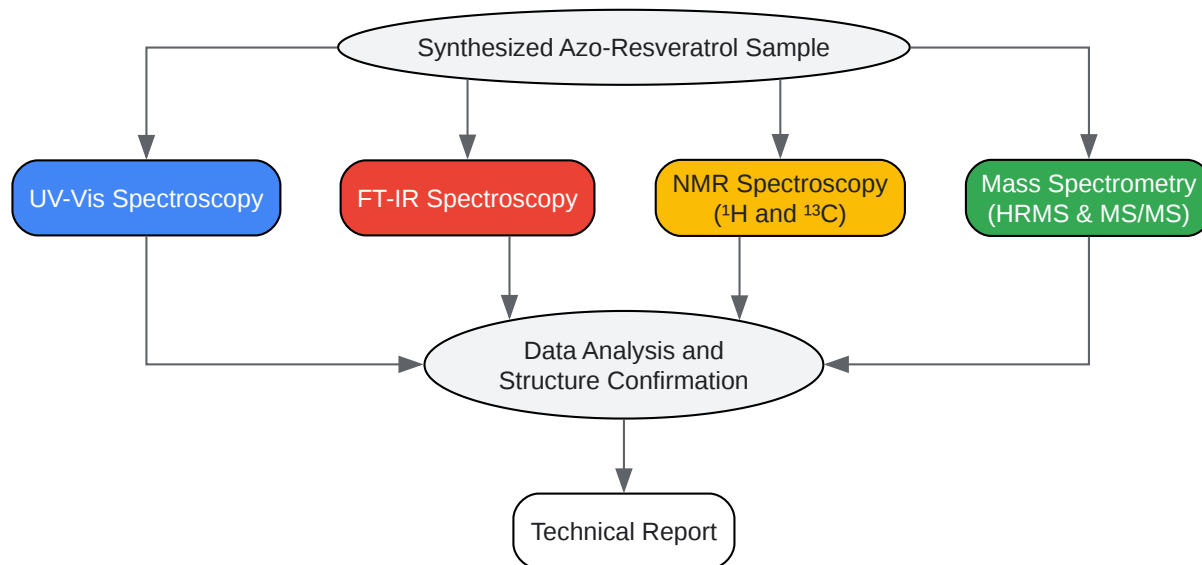 Synthesized Azo-Resveratrol Sample
UV-Vis Spectroscopy
FT-IR Spectroscopy
NMR Spectroscopy
(¹H and ¹³C)
Mass Spectrometry
(HRMS & MS/MS)
Data Analysis and
Structure Confirmation
Technical Report